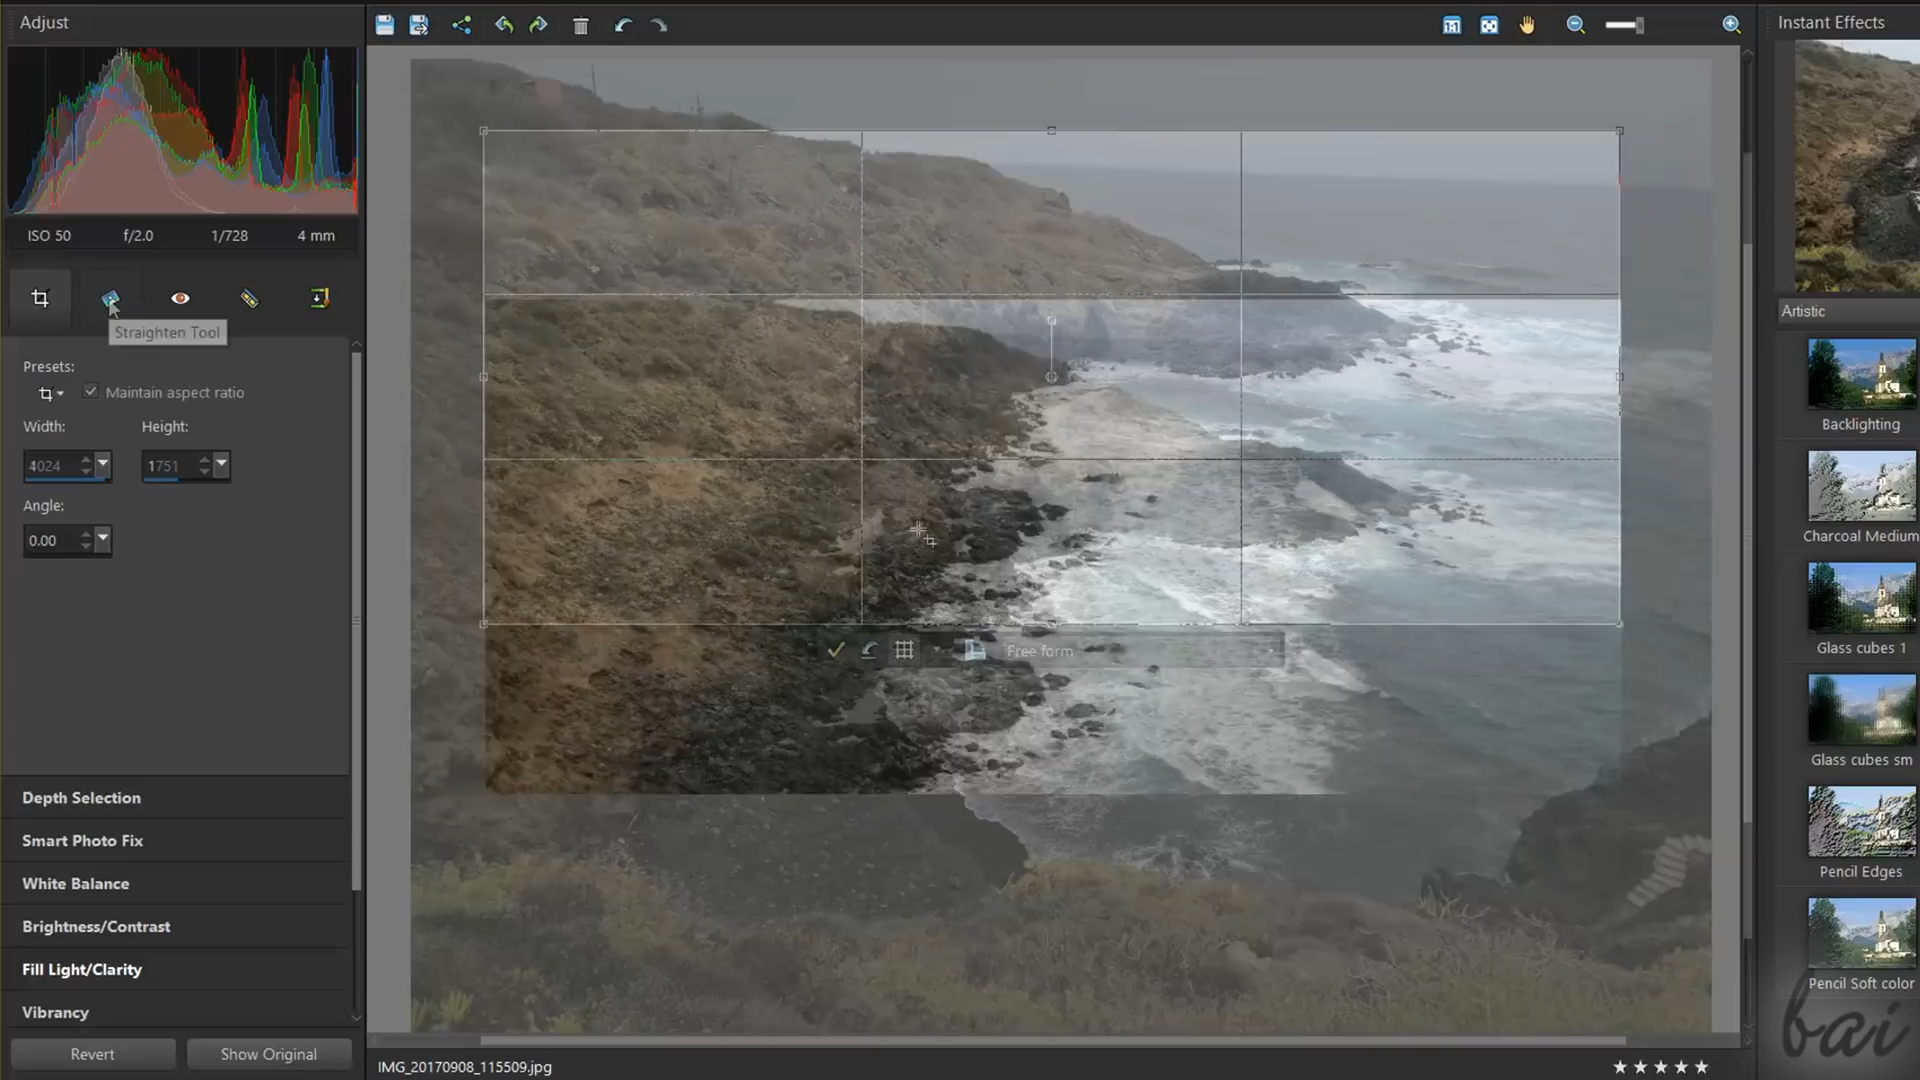 Adjust
Instant Effects
ISO 50 f/2.0 1/728 4 mm
Straighten Tool
Presets:
Maintain aspect ratio
Width: Height:
4024 1751
Angle:
0.00
Free form
Artistic
Backlighting
Charcoal Medium
Glass cubes 1
Glass cubes sm
Pencil Edges
Pencil Soft color
Depth Selection
Smart Photo Fix
White Balance
Brightness/Contrast
Fill Light/Clarity
Vibrancy
Revert Show Original
IMG_20170908_115509.jpg
bai